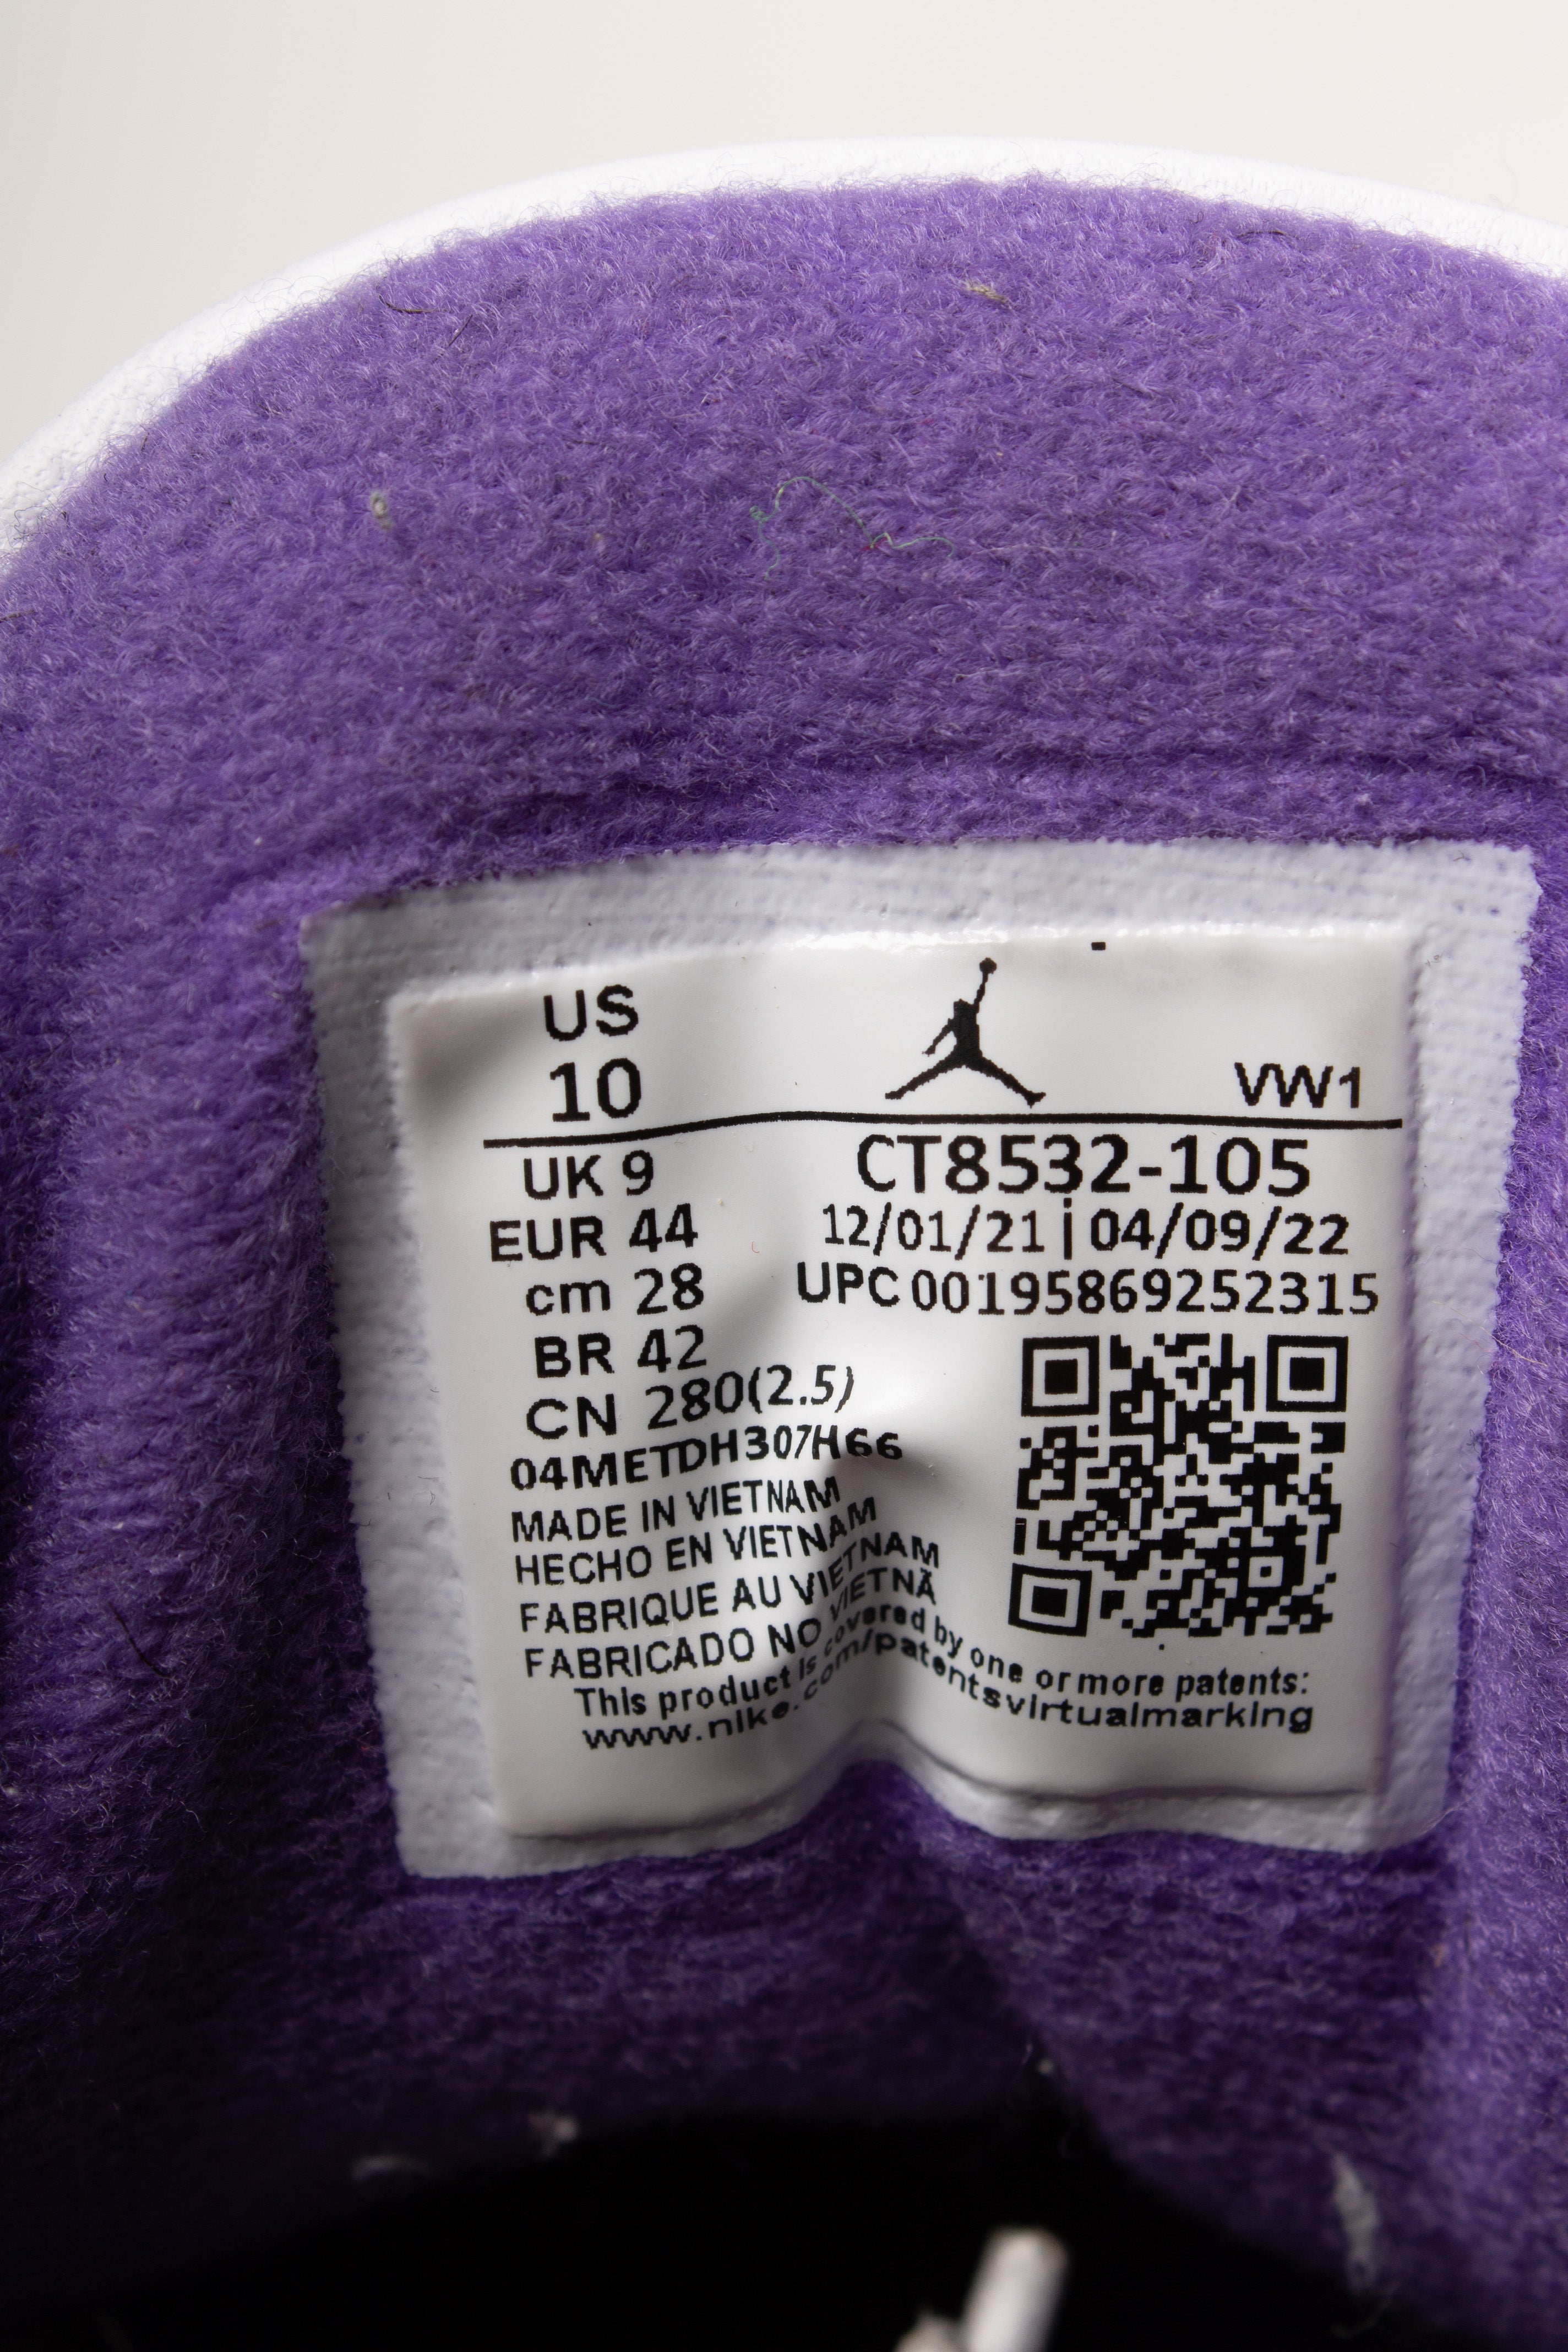 US
10
VW1
UK 9
CT8532-105
EUR 44
12/01/21 | 04/09/22
cm 28
UPC 001958869252315
BR 42
CN 280(2.5)
04METDH307H66
MADE IN VIETNAM
HECHO EN VIETNAM
FABRIQUE AU VIETNAM
FABRICADO NO VIETNÃ
This product is covered by one or more patents:
www.nike.com/patentsvirtualmarking